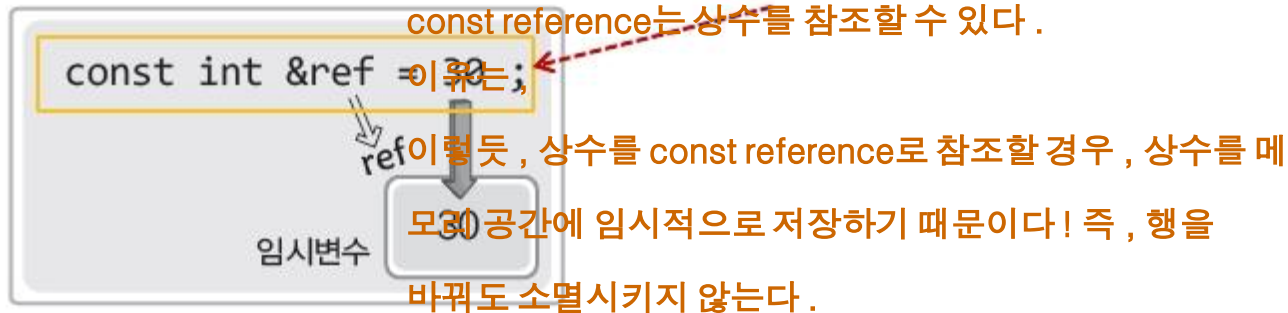 const reference는 상수를 참조할 수 있다 .
const int &ref = 30 ;
이유는 ,
ref
이렇듯 , 상수를 const reference로 참조할 경우 , 상수를 메
모리 공간에 임시적으로 저장하기 때문이다 ! 즉 , 행을
30
임시변수
바꿔도 소멸시키지 않는다 .